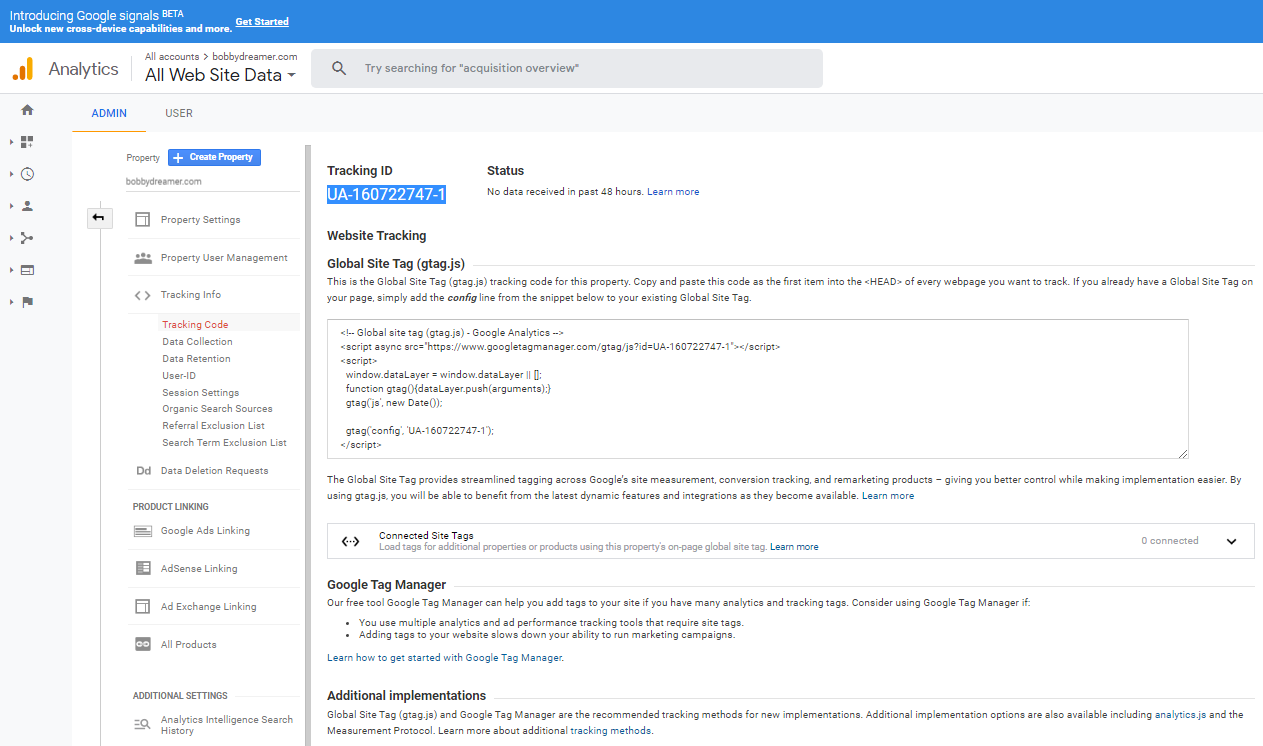 Introducing Google signals BETA
Unlock new cross-device capabilities and more. Get Started
Analytics
All accounts > bobbydreamer.com
All Web Site Data
Try searching for "acquisition overview"
ADMIN
USER
Property
Create Property
bobbydreamer.com
Property Settings
Property User Management
Tracking Info
Tracking Code
Data Collection
Data Retention
User-ID
Session Settings
Organic Search Sources
Referral Exclusion List
Search Term Exclusion List
Dd Data Deletion Requests
PRODUCT LINKING
Google Ads Linking
AdSense Linking
Ad Exchange Linking
All Products
ADDITIONAL SETTINGS
Analytics Intelligence Search
History
Tracking ID
UA-160722747-1
Status
No data received in past 48 hours. Learn more
Website Tracking
Global Site Tag (gtag.js)
This is the Global Site Tag (gtag.js) tracking code for this property. Copy and paste this code as the first item into the <HEAD> of every webpage you want to track. If you already have a Global Site Tag on
your page, simply add the config line from the snippet below to your existing Global Site Tag.
<!-- Global site tag (gtag.js) - Google Analytics -->
<script async src="https://www.googletagmanager.com/gtag/js?id=UA-160722747-1"></script>
<script>
window.dataLayer = window.dataLayer || [];
function gtag(){dataLayer.push(arguments);}
gtag('js', new Date());
gtag('config', 'UA-160722747-1');
</script>
The Global Site Tag provides streamlined tagging across Google's site measurement, conversion tracking, and remarketing products – giving you better control while making implementation easier. By
using gtag.js, you will be able to benefit from the latest dynamic features and integrations as they become available. Learn more
Connected Site Tags
Load tags for additional properties or products using this property's on-page global site tag. Learn more
0 connected
Google Tag Manager
Our free tool Google Tag Manager can help you add tags to your site if you have many analytics and tracking tags. Consider using Google Tag Manager if:
• You use multiple analytics and ad performance tracking tools that require site tags.
• Adding tags to your website slows down your ability to run marketing campaigns.
Learn how to get started with Google Tag Manager.
Additional implementations
Global Site Tag (gtag.js) and Google Tag Manager are the recommended tracking methods for new implementations. Additional implementation options are also available including analytics.js and the
Measurement Protocol. Learn more about additional tracking methods.